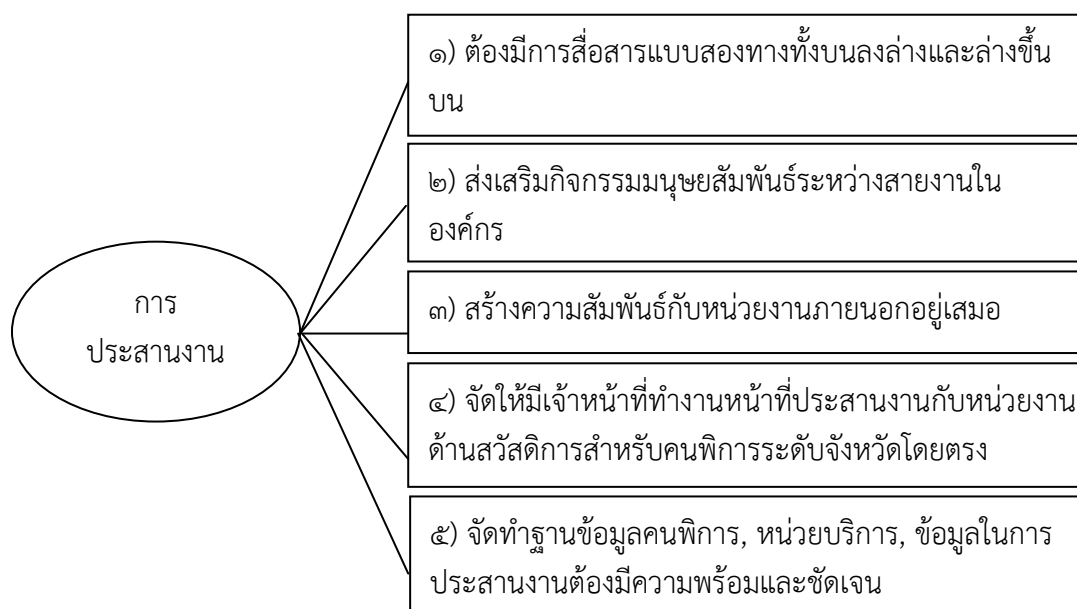 ๑) ต้องมีการสื่อสารแบบสองทางทั้งบนลงล่างและล่างขึ้น
บน
๒) ส่งเสริมกิจกรรมมนุษยสัมพันธ์ระหว่างสายงานใน
องค์กร
การ
ประสานงาน
๓) สร้างความสัมพันธ์กับหน่วยงานภายนอกอยู่เสมอ
๔) จัดให้มีเจ้าหน้าที่ทำงานหน้าที่ประสานงานกับหน่วยงาน
ด้านสวัสดิการสำหรับคนพิการระดับจังหวัดโดยตรง
๕) จัดทำฐานข้อมูลคนพิการ, หน่วยบริการ, ข้อมูลในการ
ประสานงานต้องมีความพร้อมและชัดเจน